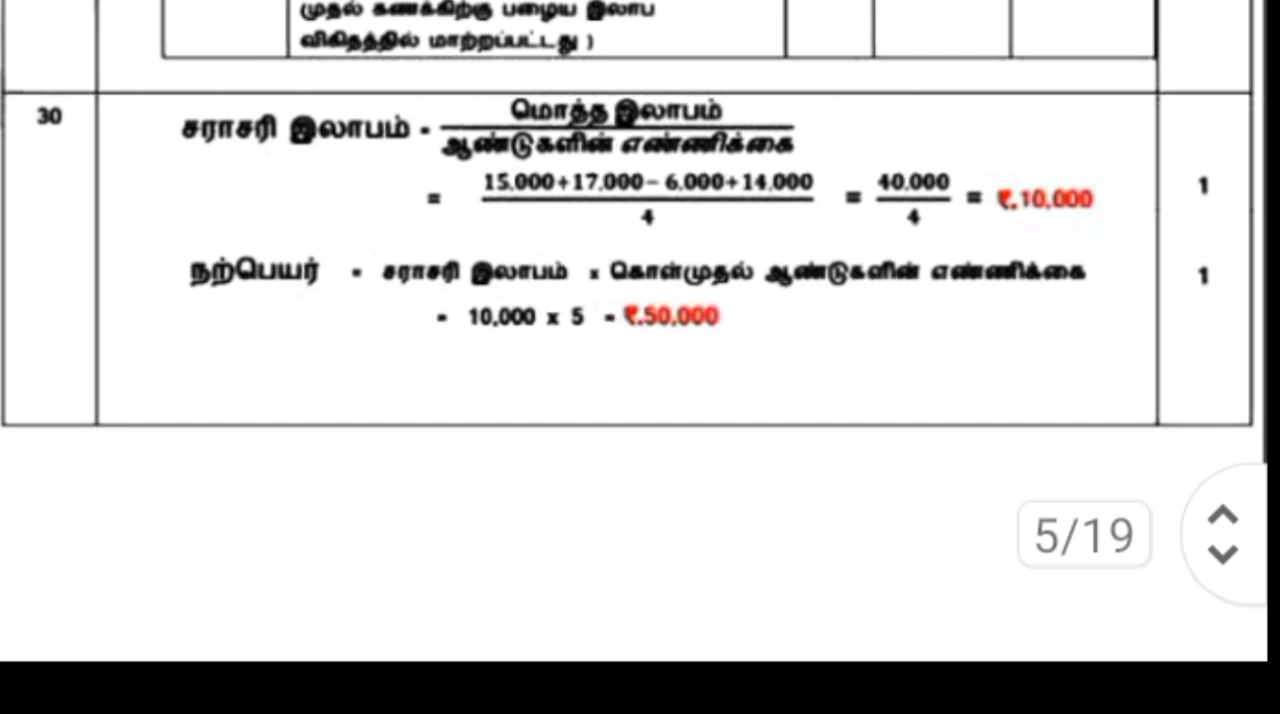 முதல் கணக்கிற்கு பழைய இலாப
விகிதத்தில் மாற்றப்பட்டது )
30
சராசரி இலாபம் - மொத்த இலாபம்
ஆண்டுகளின் எண்ணிக்கை
= 15,000+17,000– 6,000+14,000 = 40,000 = ₹.10,000 1
4 4
நற்பெயர் - சராசரி இலாபம் x கொள்முதல் ஆண்டுகளின் எண்ணிக்கை 1
- 10,000 x 5 - ₹.50,000
5/19